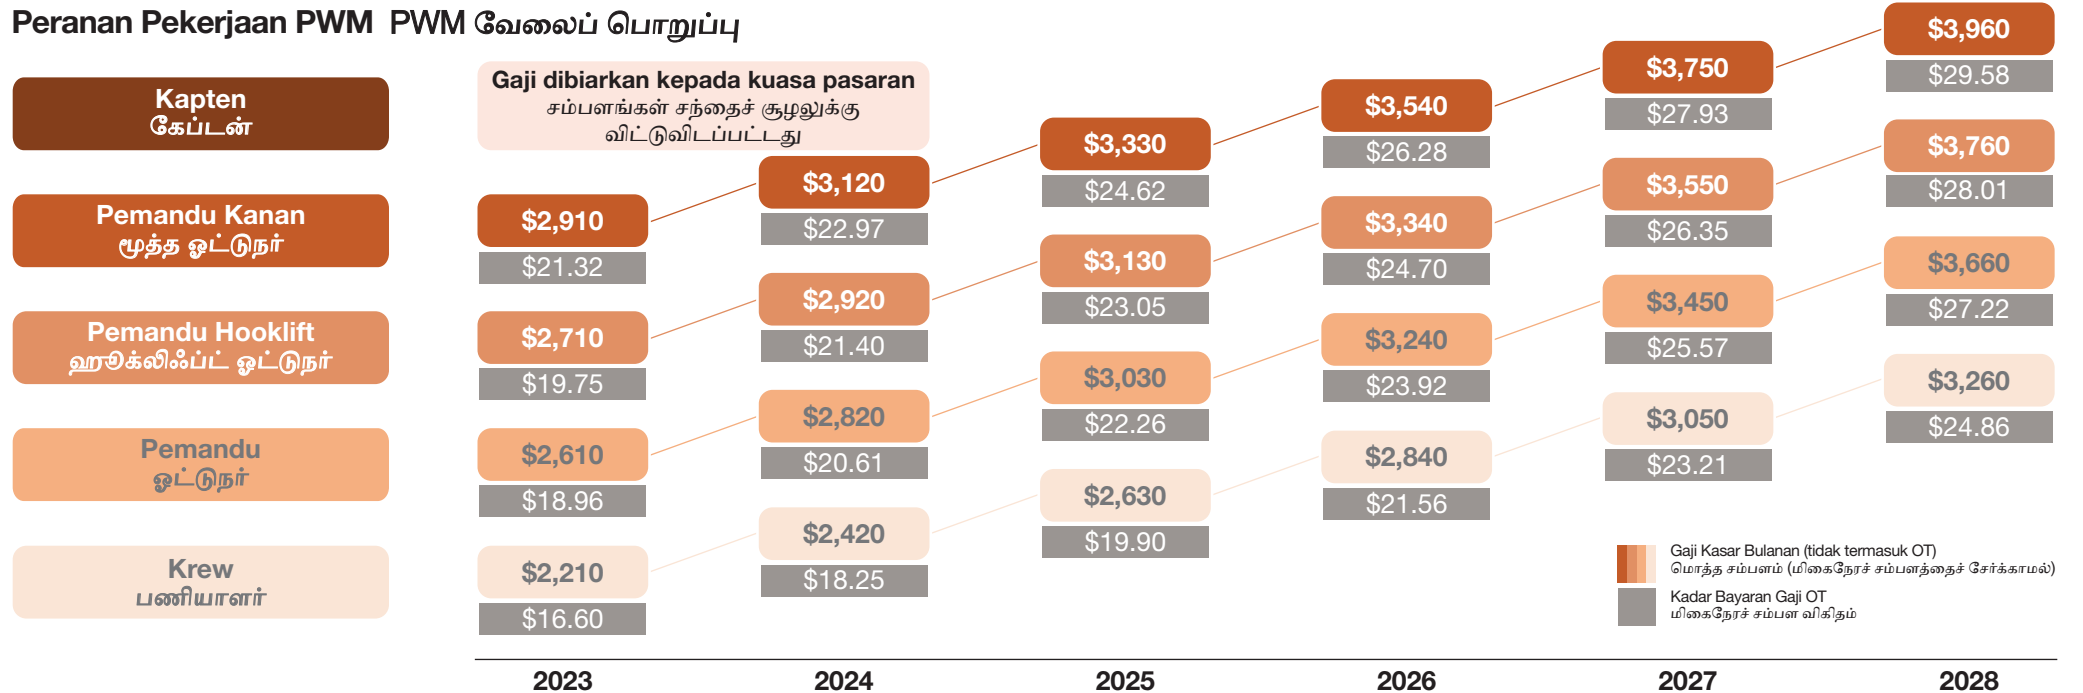 Peranan Pekerjaan PWM PWM வேலைப் பொறுப்பு
Kapten
கேப்டன்
Gaji dibiarkan kepada kuasa pasaran
சம்பளங்கள் சந்தைச் சூழலுக்கு
விட்டுவிடப்பட்டது
Pemandu Kanan
மூத்த ஓட்டுநர்
$2,910
$21.32
$3,120
$22.97
$3,330
$24.62
$3,540
$26.28
$3,750
$27.93
$3,960
$29.58
Pemandu Hooklift
ஹூக்லிஃப்ட் ஓட்டுநர்
$2,710
$19.75
$2,920
$21.40
$3,130
$23.05
$3,340
$24.70
$3,550
$26.35
$3,760
$28.01
Pemandu
ஓட்டுநர்
$2,610
$18.96
$2,820
$20.61
$3,030
$22.26
$3,240
$23.92
$3,450
$25.57
$3,660
$27.22
Krew
பணியாளர்
$2,210
$16.60
$2,420
$18.25
$2,630
$19.90
$2,840
$21.56
$3,050
$23.21
$3,260
$24.86
Gaji Kasar Bulanan (tidak termasuk OT)
மொத்த சம்பளம் (மிகைநேரச் சம்பளத்தைச் சேர்க்காமல்)
Kadar Bayaran Gaji OT
மிகைநேரச் சம்பள விகிதம்
2023 2024 2025 2026 2027 2028